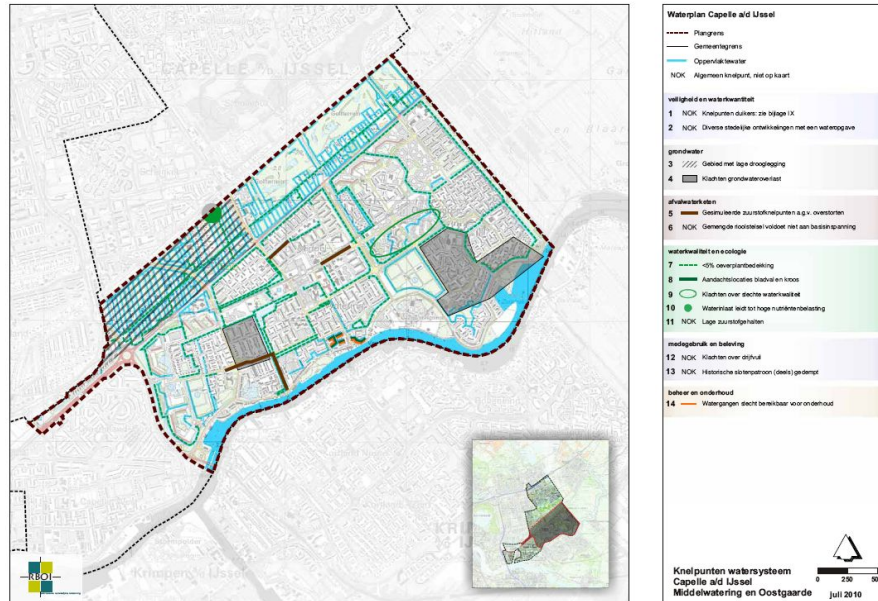 CAPELLE a/d IJSSEL
Krimpen a/d IJssel
RBOI
Waterplan Capelle a/d IJssel
Plangrens
Gemeentegrens
Oppervlaktewater
NOK Algemeen knelpunt, niet op kaart
veiligheid en waterkwantiteit
1 NOK Knelpunten duikers: zie bijlage IX
2 NOK Diverse stedelijke ontwikkelingen met een wateropgave
grondwater
3 Gebied met lage drooglegging
4 Klachten grondwateroverlast
afvalwaterketen
5 Gesimuleerde zuurstofknelpunten a.g.v. overstorten
6 NOK Gemengde rioolstelsel voldoet niet aan basisinspanning
waterkwaliteit en ecologie
7 <5% oeverplantbedekking
8 Aandachtslocaties bladval en kroos
9 Klachten over slechte waterkwaliteit
10 Waterinlaat leidt tot hoge nutriëntenbelasting
11 NOK Lage zuurstofgehalten
medegebruik en beleving
12 NOK Klachten over drijfvuil
13 NOK Historische slotenpatroon (deels) gedempt
beheer en onderhoud
14 Watergangen slecht bereikbaar voor onderhoud
Knelpunten watersysteem
Capelle a/d IJssel
Middelwatering en Oostgaarde
0 250
juli 2010